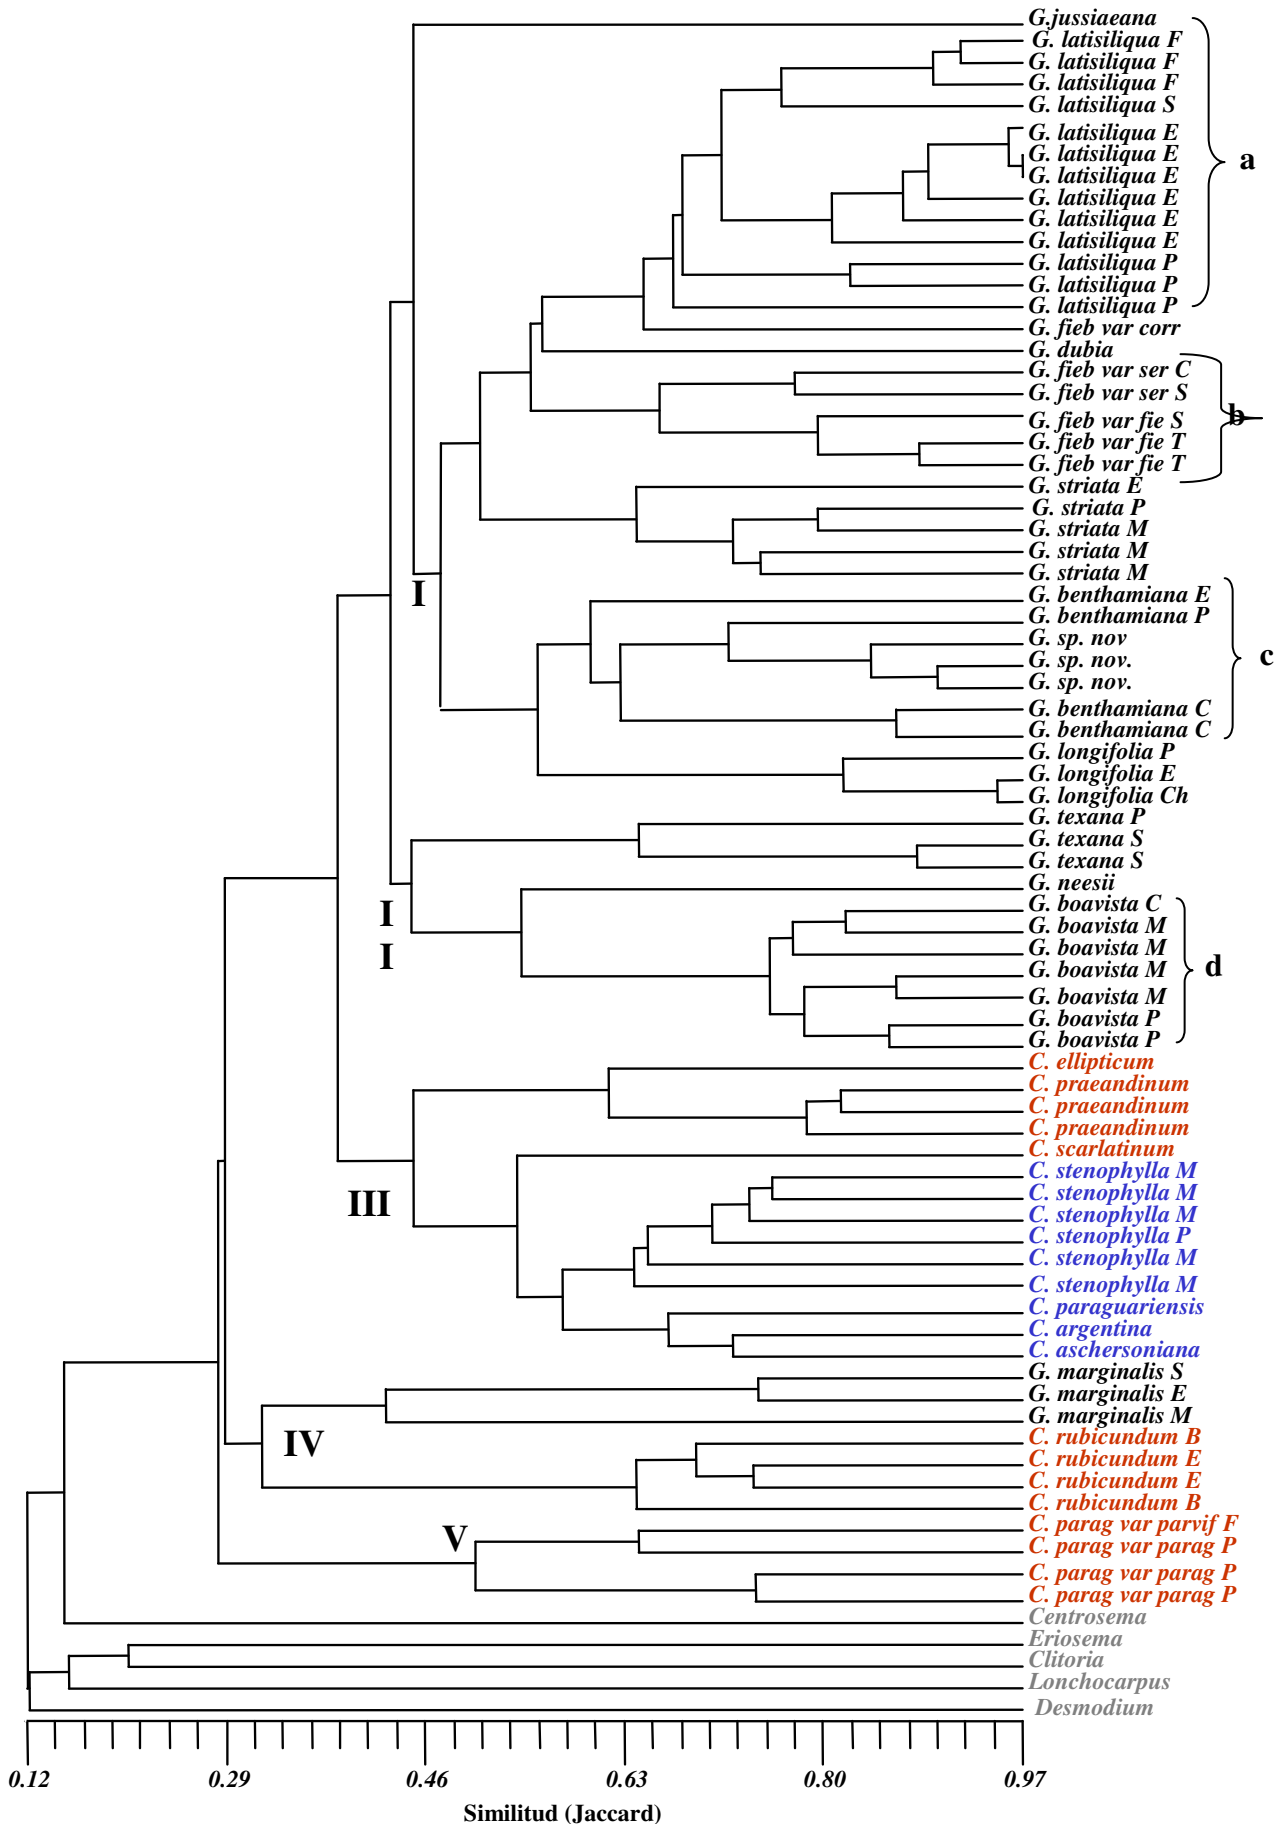 G.jussiaeana
G. latisiliqua F
G. latisiliqua F
G. latisiliqua F
G. latisiliqua S
G. latisiliqua E
G. latisiliqua E
a
G. latisiliqua E
G. latisiliqua E
G. latisiliqua E
G. latisiliqua E
G. latisiliqua P
G. latisiliqua P
G. latisiliqua P
G. fieb var corr
G. dubia
G. fieb var ser C
G. fieb var ser S
b
G. fieb var fie S
G. fieb var fie T
G. fieb var fie T
G. striata E
G. striata P
G. striata M
G. striata M
G. striata M
I
G. benthamiana E
G. benthamiana P
G. sp. nov
G. sp. nov.
c
G. sp. nov.
G. benthamiana C
G. benthamiana C
G. longifolia P
G. longifolia E
G. longifolia Ch
G. texana P
G. texana S
G. texana S
G. neesii
G. boavista C
I
I
G. boavista M
G. boavista M
G. boavista M
d
G. boavista M
G. boavista P
G. boavista P
C. ellipticum
C. praeandinum
C. praeandinum
C. praeandinum
C. scarlatinum
C. stenophylla M
III
C. stenophylla M
C. stenophylla M
C. stenophylla P
C. stenophylla M
C. stenophylla M
C. paraguariensis
C. argentina
C. aschersoniana
G. marginalis S
G. marginalis E
G. marginalis M
IV
C. rubicundum B
C. rubicundum E
C. rubicundum E
C. rubicundum B
V
C. parag var parvif F
C. parag var parag P
C. parag var parag P
C. parag var parag P
Centrosema
Eriosema
Clitoria
Lonchocarpus
Desmodium
0.12 0.29 0.46 0.63 0.80 0.97
Similitud (Jaccard)